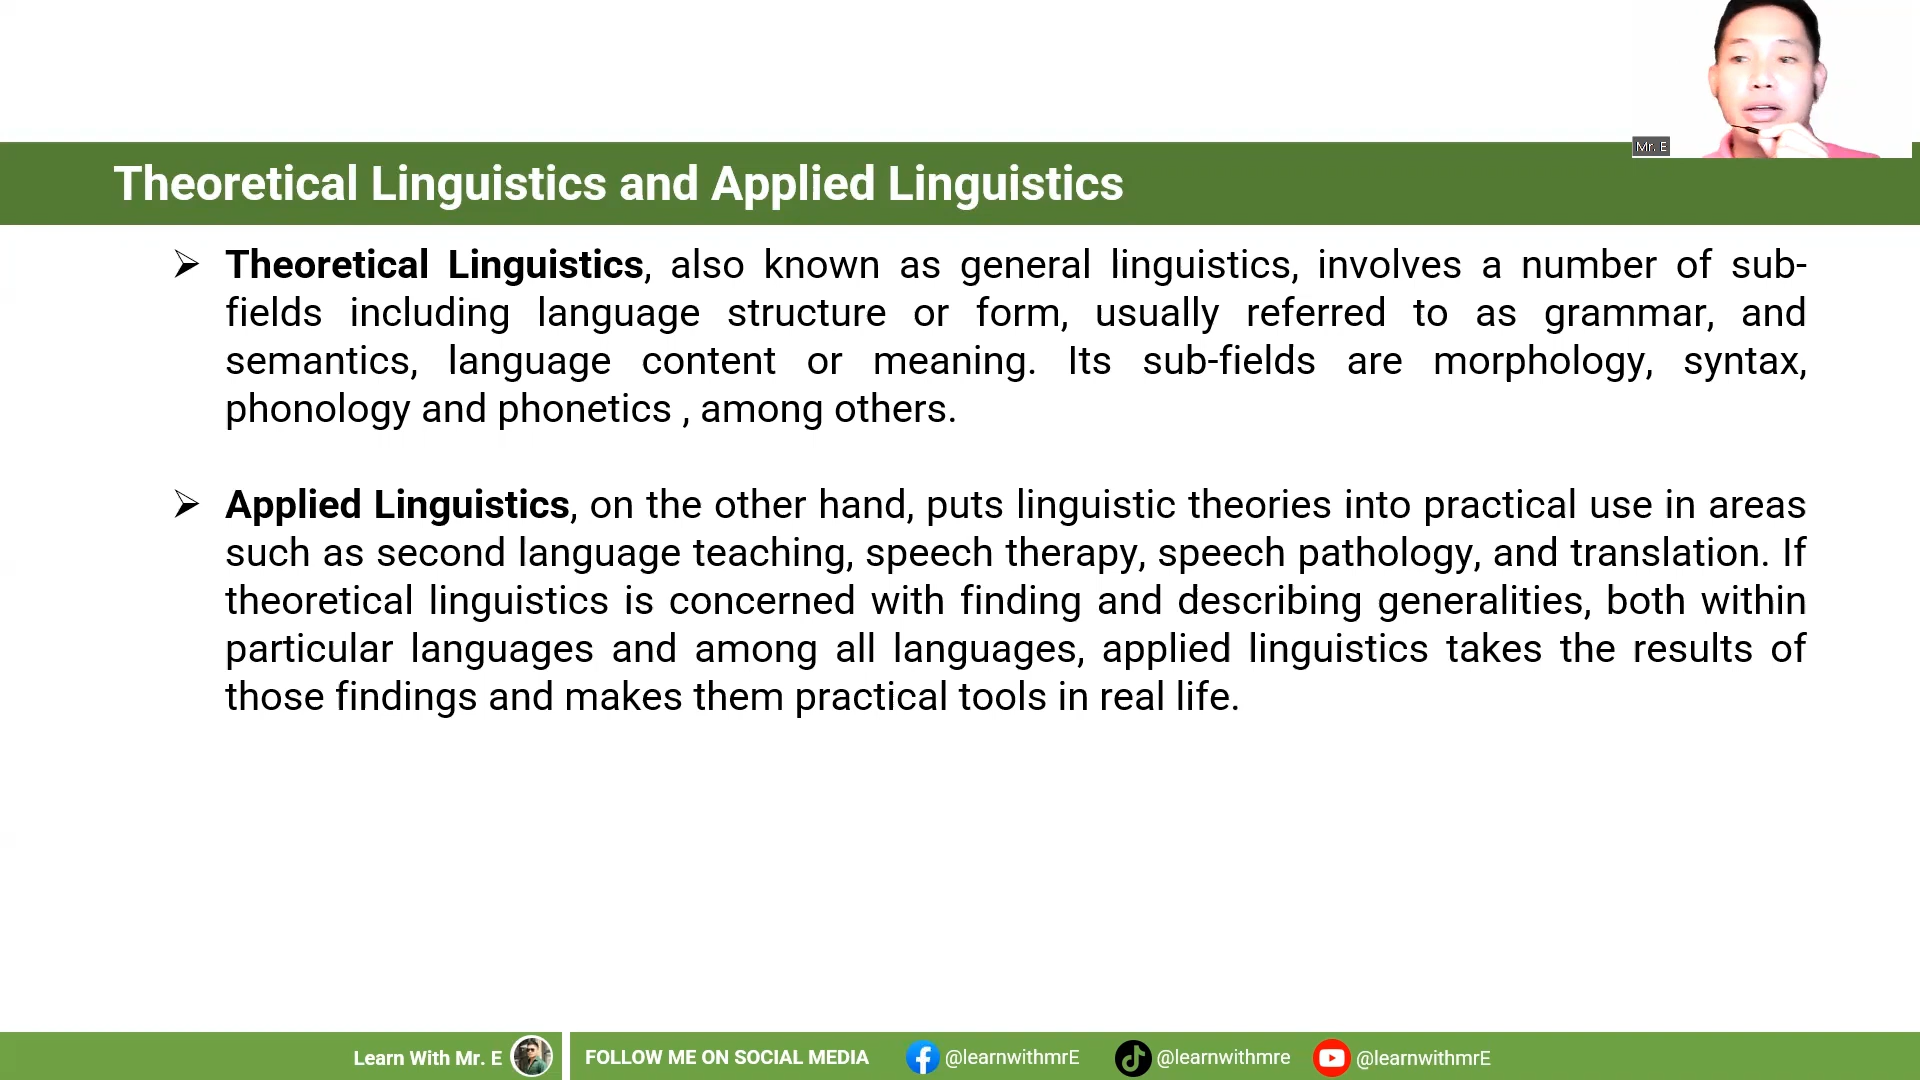 Mr. E
Theoretical Linguistics and Applied Linguistics
➢ Theoretical Linguistics, also known as general linguistics, involves a number of sub-
fields including language structure or form, usually referred to as grammar, and
semantics, language content or meaning. Its sub-fields are morphology, syntax,
phonology and phonetics , among others.
➢ Applied Linguistics, on the other hand, puts linguistic theories into practical use in areas
such as second language teaching, speech therapy, speech pathology, and translation. If
theoretical linguistics is concerned with finding and describing generalities, both within
particular languages and among all languages, applied linguistics takes the results of
those findings and makes them practical tools in real life.
Learn With Mr. E FOLLOW ME ON SOCIAL MEDIA @learnwithmrE @learnwithmre @learnwithmrE